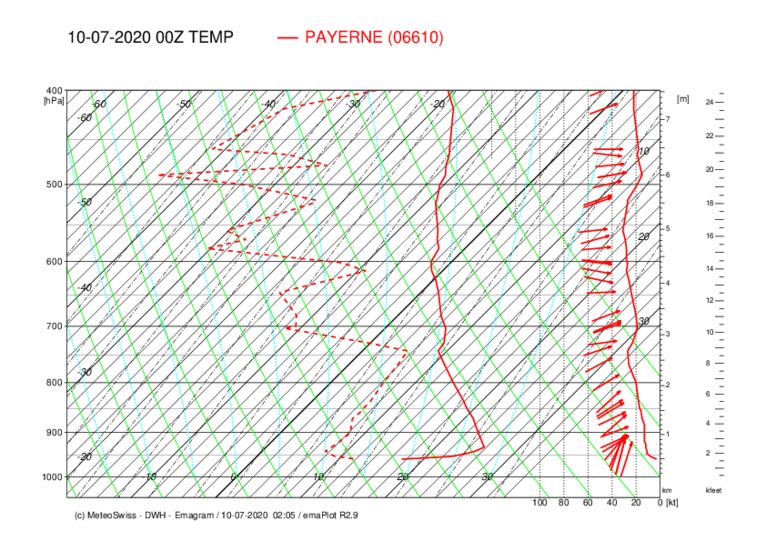 10-07-2020 00Z TEMP — PAYERNE (06610)
400 -60 -50 -40 -30 -20 [m] 24
[hPa] -60 7
22
10
20
500 6
-50 18
5
20 16
600
14
-40 4
12
700 30 3 10
8
-30
800 2
6
4
900 1
-20 2
1000 -10 0 20 30
km kfeet
100 80 60 40 20 0 [kt]
(c) MeteoSwiss - DWH - Emagram / 10-07-2020 02:05 / emaPlot R2.9